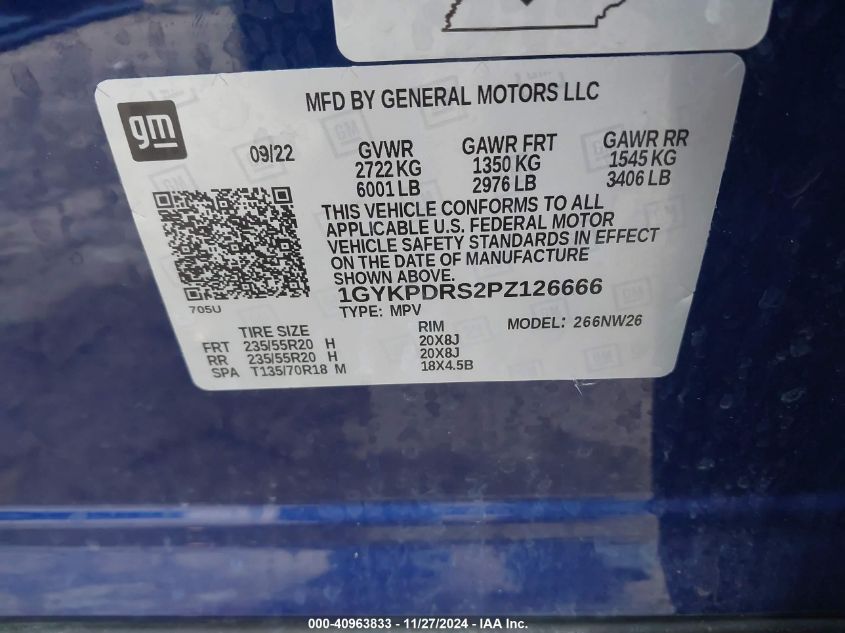 MFD BY GENERAL MOTORS LLC
gm
09/22
GVWR GAWR FRT GAWR RR
2722 KG 1350 KG 1545 KG
6001 LB 2976 LB 3406 LB
THIS VEHICLE CONFORMS TO ALL
APPLICABLE U.S. FEDERAL MOTOR
VEHICLE SAFETY STANDARDS IN EFFECT
ON THE DATE OF MANUFACTURE
SHOWN ABOVE.
705U
1GYKPDRS2PZ126666
TYPE: MPV MODEL: 266NW26
TIRE SIZE RIM
FRT 235/55R20 H 20X8J
RR 235/55R20 H 20X8J
SPA T135/70R18 M 18X4.5B
000-40963833 - 11/27/2024 - IAA Inc.